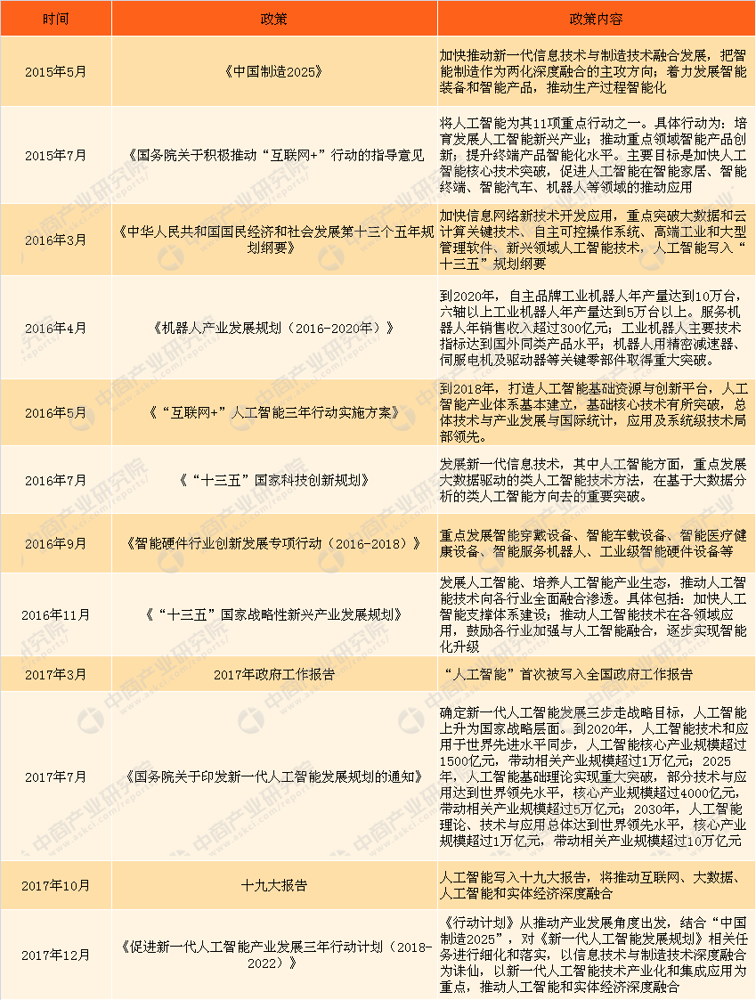 时间 政策 政策内容
2015年5月
《中国制造2025》
加快推动新一代信息技术与制造技术融合发展，把智
能制造作为两化深度融合的主攻方向；着力发展智能
装备和智能产品，推动生产过程智能化
2015年7月
《国务院关于积极推动“互联网+”行动的指导意见
将人工智能为其11项重点行动之一。具体行动为：培
育发展人工智能新兴产业；推动重点领域智能产品创
新；提升终端产品智能化水平。主要目标是加快人工
智能核心技术突破，促进人工智能在智能家居、智能
终端、智能汽车、机器人等领域的推动应用
2016年3月
《中华人民共和国国民经济和社会发展第十三个五年规
划纲要》
加快信息网络新技术开发应用，重点突破大数据和云
计算关键技术、自主可控操作系统、高端工业和大型
管理软件、新兴领域人工智能技术，人工智能写入“
十三五”规划纲要
2016年4月
《机器人产业发展规划（2016-2020年）》
到2020年，自主品牌工业机器人年产量达到10万台，
六轴以上工业机器人年产量达到5万台以上。服务机
器人年销售收入超过300亿元；工业机器人主要技术
指标达到国外同类产品水平；机器人用精密减速器、
伺服电机及驱动器等关键零部件取得重大突破。
2016年5月
《“互联网+”人工智能三年行动实施方案》
到2018年，打造人工智能基础资源与创新平台，人工
智能产业体系基本建立，基础核心技术有所突破，总
体技术与产业发展与国际统计，应用及系统级技术局
部领先。
2016年7月
《“十三五”国家科技创新规划》
发展新一代信息技术，其中人工智能方面，重点发展
大数据驱动的类人工智能技术方法，在基于大数据分
析的类人工智能方向去的重要突破。
2016年9月
《智能硬件行业创新发展专项行动（2016-2018）》
重点发展智能穿戴设备、智能车载设备、智能医疗健
康设备、智能服务机器人、工业级智能硬件设备等
2016年11月
《“十三五”国家战略性新兴产业发展规划》
发展人工智能、培养人工智能产业生态，推动人工智
能技术向各行业全面融合渗透。具体包括：加快人工
智能支撑体系建设；推动人工智能技术在各领域应
用，鼓励各行业加强与人工智能融合，逐步实现智能
化升级
2017年3月
2017年政府工作报告
“人工智能”首次被写入全国政府工作报告
2017年7月
《国务院关于印发新一代人工智能发展规划的通知》
确定新一代人工智能发展三步走战略目标，人工智能
上升为国家战略层面。到2020年，人工智能技术和应
用于世界先进水平同步，人工智能核心产业规模超过
1500亿元，带动相关产业规模超过1万亿元；2025
年，人工智能基础理论实现重大突破，部分技术与应
用达到世界领先水平，核心产业规模超过4000亿元，
带动相关产业规模超过5万亿元；2030年，人工智能
理论、技术与应用总体达到世界领先水平，核心产业
规模超过1万亿元，带动相关产业规模超过10万亿元
2017年10月
十九大报告
人工智能写入十九大报告，将推动互联网、大数据、
人工智能和实体经济深度融合
2017年12月
《促进新一代人工智能产业发展三年行动计划（2018-
2022）》
《行动计划》从推动产业发展角度出发，结合“中国
制造2025”，对《新一代人工智能发展规划》相关任
务进行细化和落实，以信息技术与制造技术深度融合
为诛仙，以新一代人工智能技术产业化和集成应用为
重点，推动人工智能和实体经济深度融合
中商产业研究院
www.askci.com/reports/